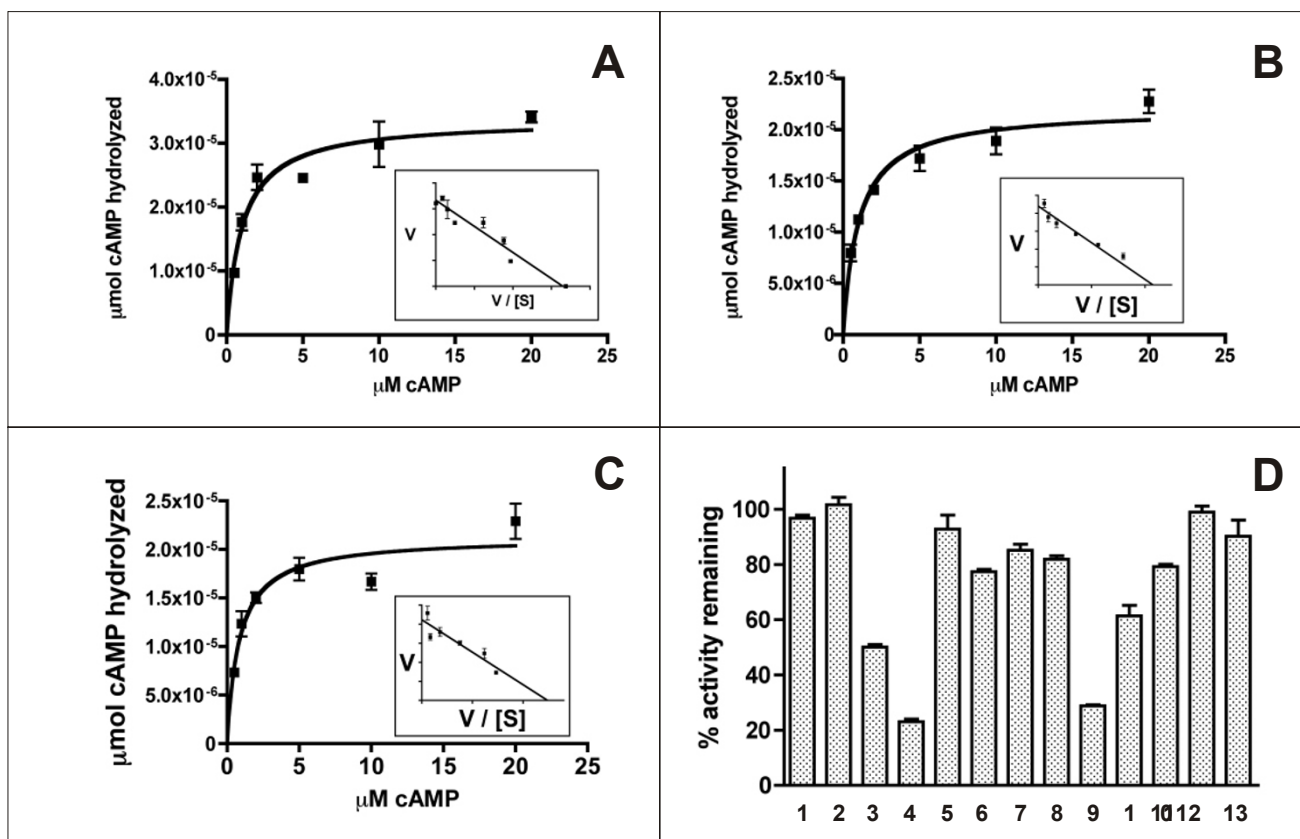 A
4.0x10-5
3.0x10-5
2.0x10-5
1.0x10-5
0
0 5 10 15 20 25
μmol cAMP hydrolyzed
μM cAMP
V
V / [S]
B
2.5x10-5
2.0x10-5
1.5x10-5
1.0x10-5
5.0x10-6
0
0 5 10 15 20 25
μmol cAMP hydrolyzed
μM cAMP
V
V / [S]
C
2.5x10-5
2.0x10-5
1.5x10-5
1.0x10-5
5.0x10-6
0
0 5 10 15 20 25
μmol cAMP hydrolyzed
μM cAMP
V
V / [S]
D
100
80
60
40
20
0
% activity remaining
1 2 3 4 5 6 7 8 9 1 12 13